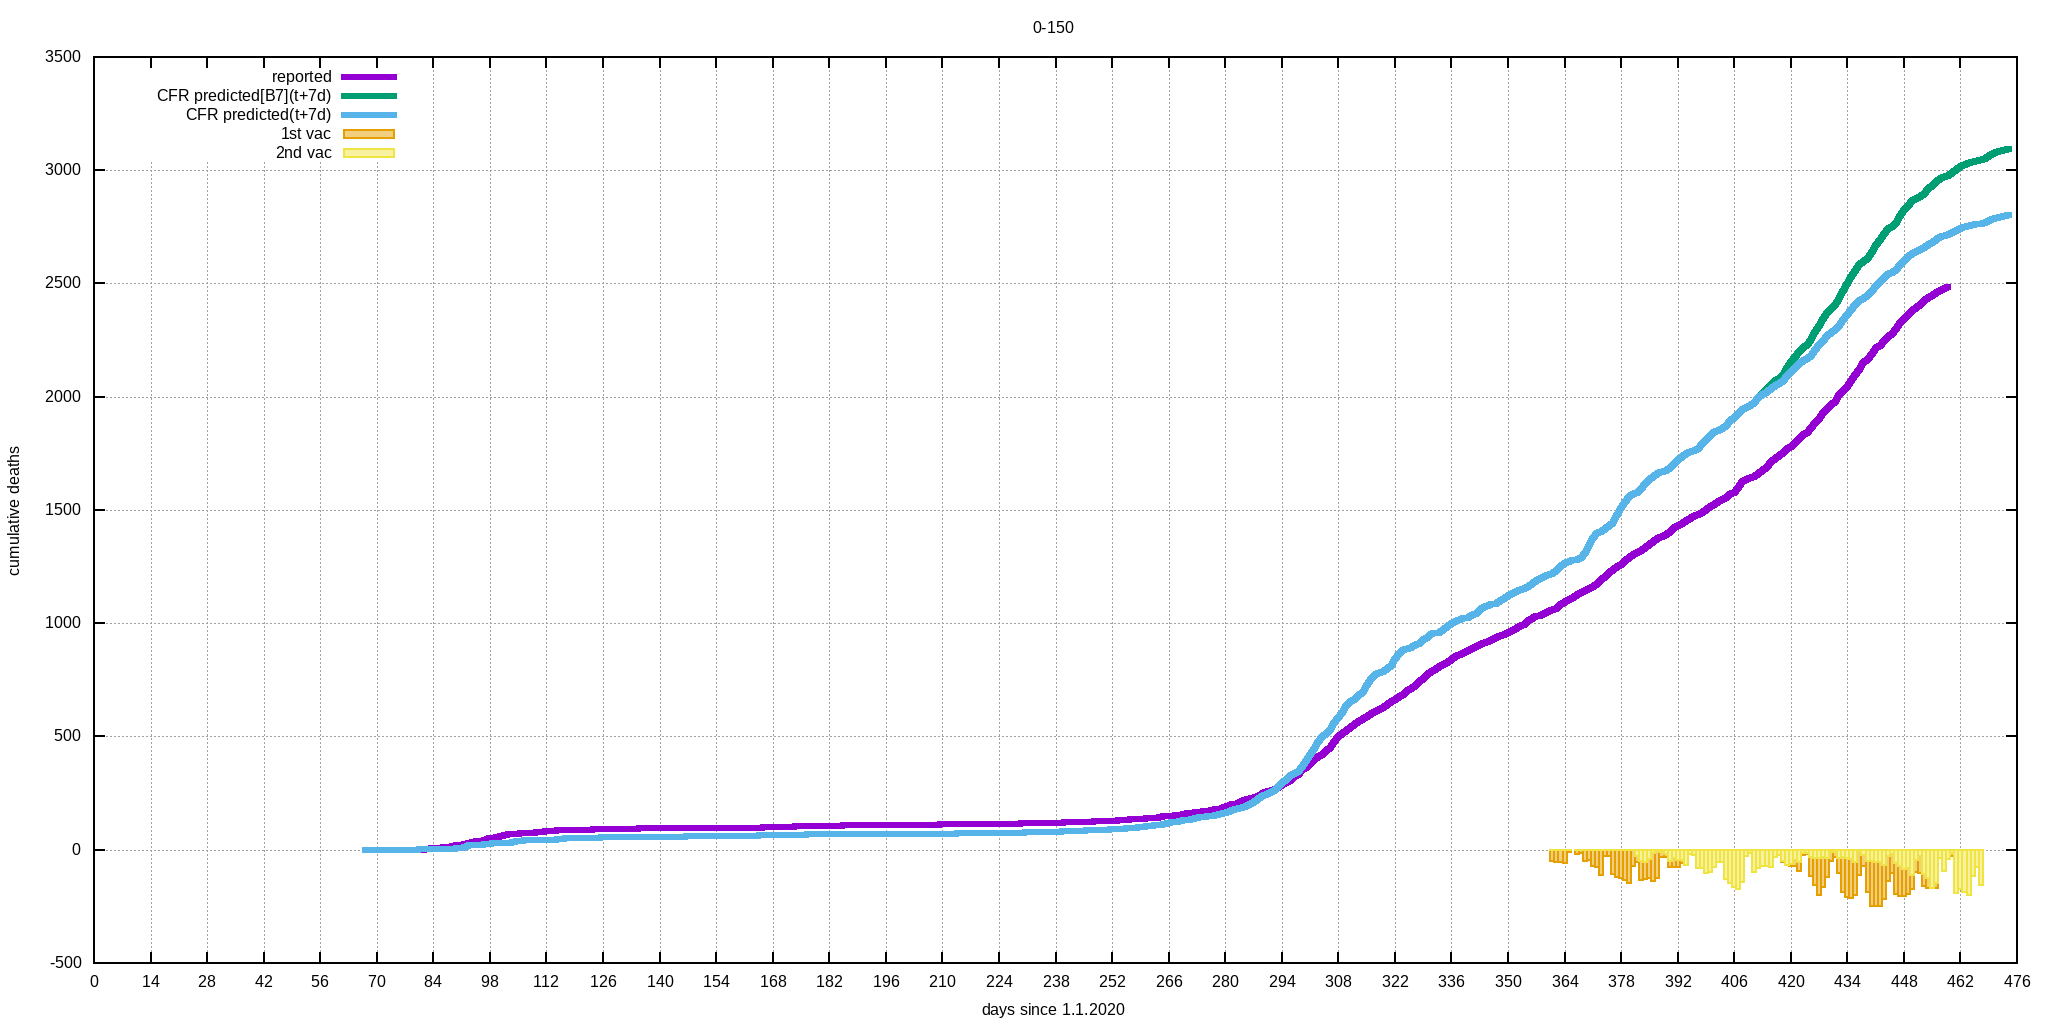 0-150
3500
3000
2500
2000
1500
1000
500
0
-500
cumulative deaths
reported
CFR predicted[B7](t+7d)
CFR predicted(t+7d)
1st vac
2nd vac
0 14 28 42 56 70 84 98 112 126 140 154 168 182 196 210 224 238 252 266 280 294 308 322 336 350 364 378 392 406 420 434 448 462 476
days since 1.1.2020